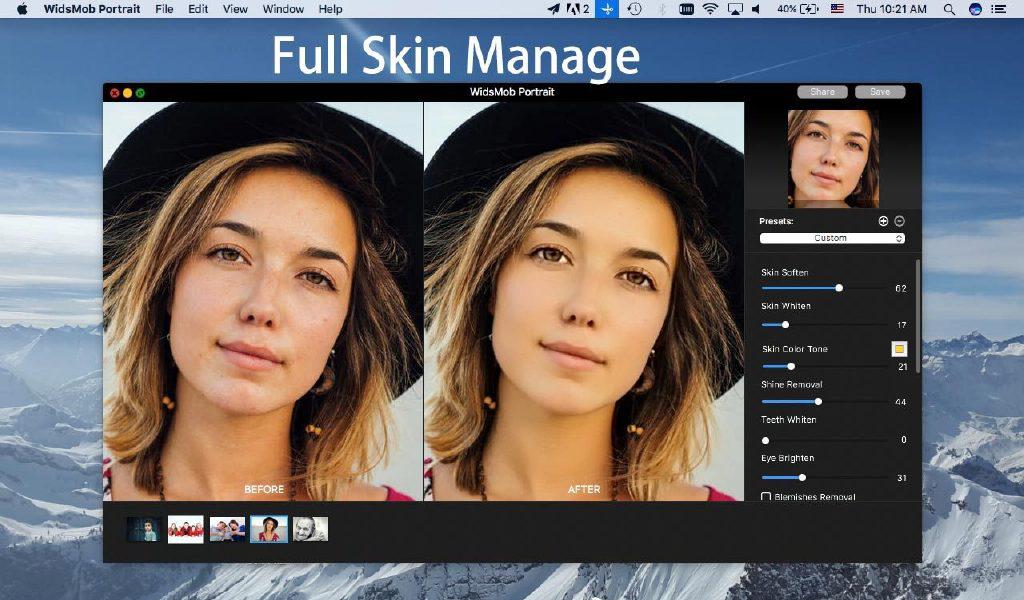 WidsMob Portrait File Edit View Window Help 2 40% Thu 10:21 AM
Full Skin Manage
WidsMob Portrait
Share Save
Presets:
Custom
Skin Soften
62
Skin Whiten
17
Skin Color Tone
21
Shine Removal
44
Teeth Whiten
0
Eye Brighten
31
Blemishes Removal
BEFORE
AFTER